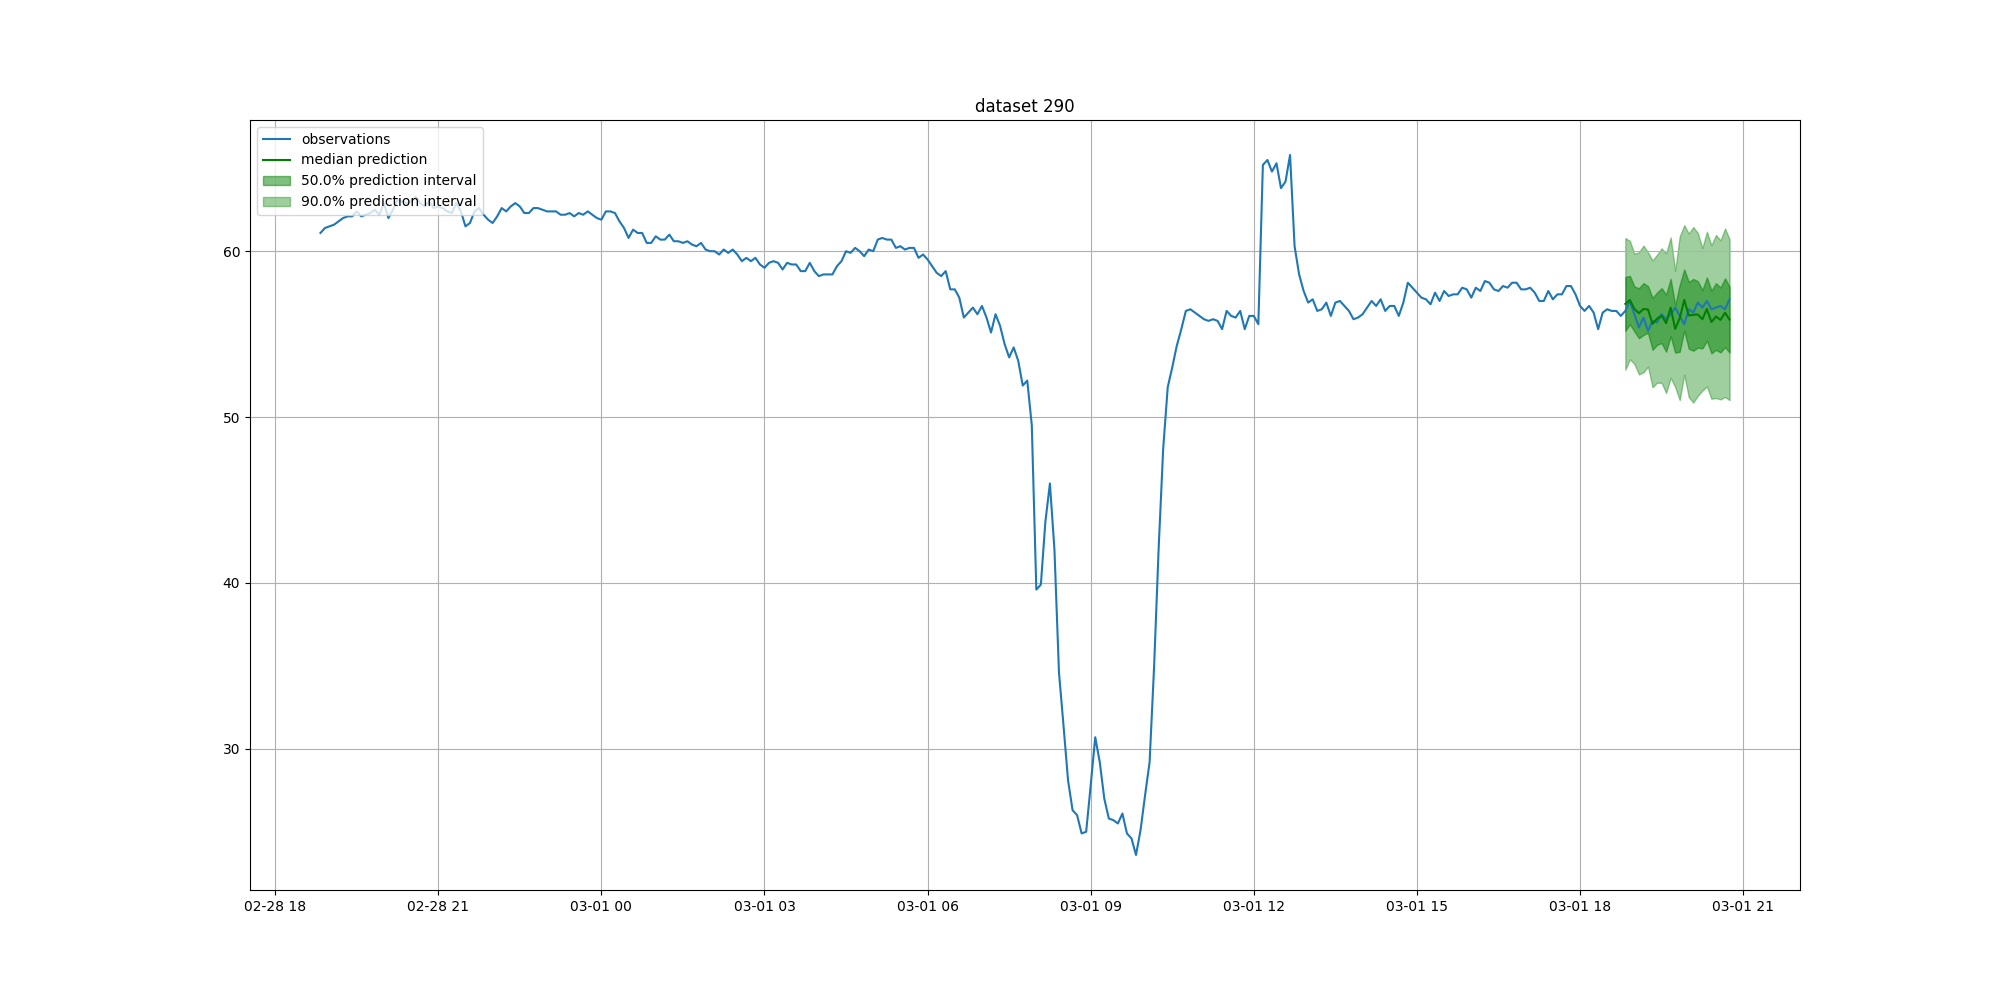 dataset 290
observations
median prediction
50.0% prediction interval
90.0% prediction interval
60
50
40
30
02-28 18
02-28 21
03-01 00
03-01 03
03-01 06
03-01 09
03-01 12
03-01 15
03-01 18
03-01 21